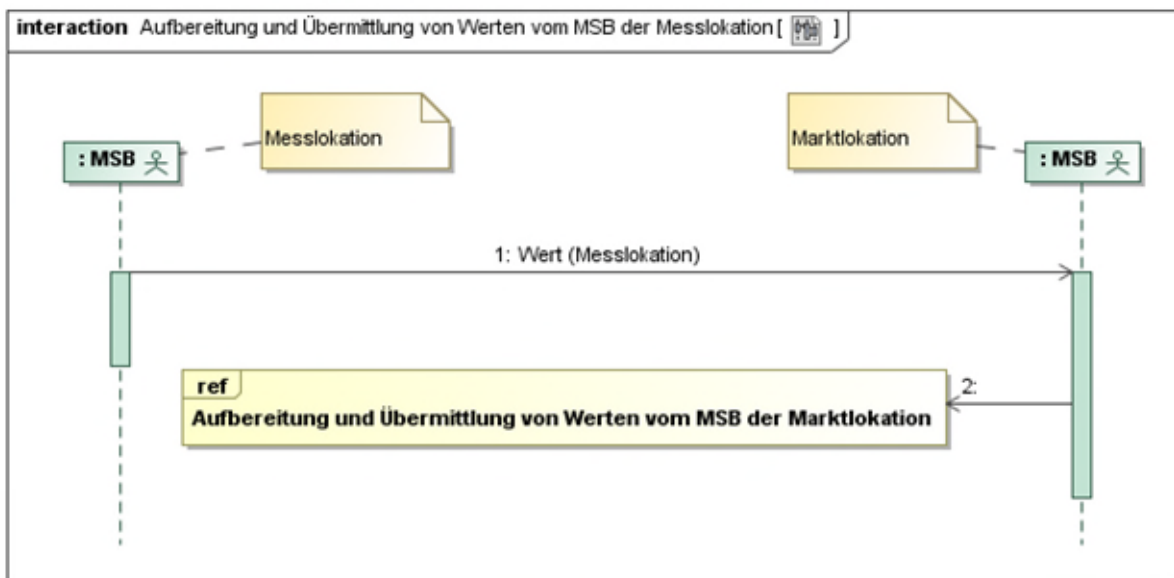 interaction Aufbereitung und Übermittlung von Werten vom MSB der Messlokation [ ]
Messlokation
Marktlokation
: MSB
: MSB
1: Wert (Messlokation)
ref
2:
Aufbereitung und Übermittlung von Werten vom MSB der Marktlokation